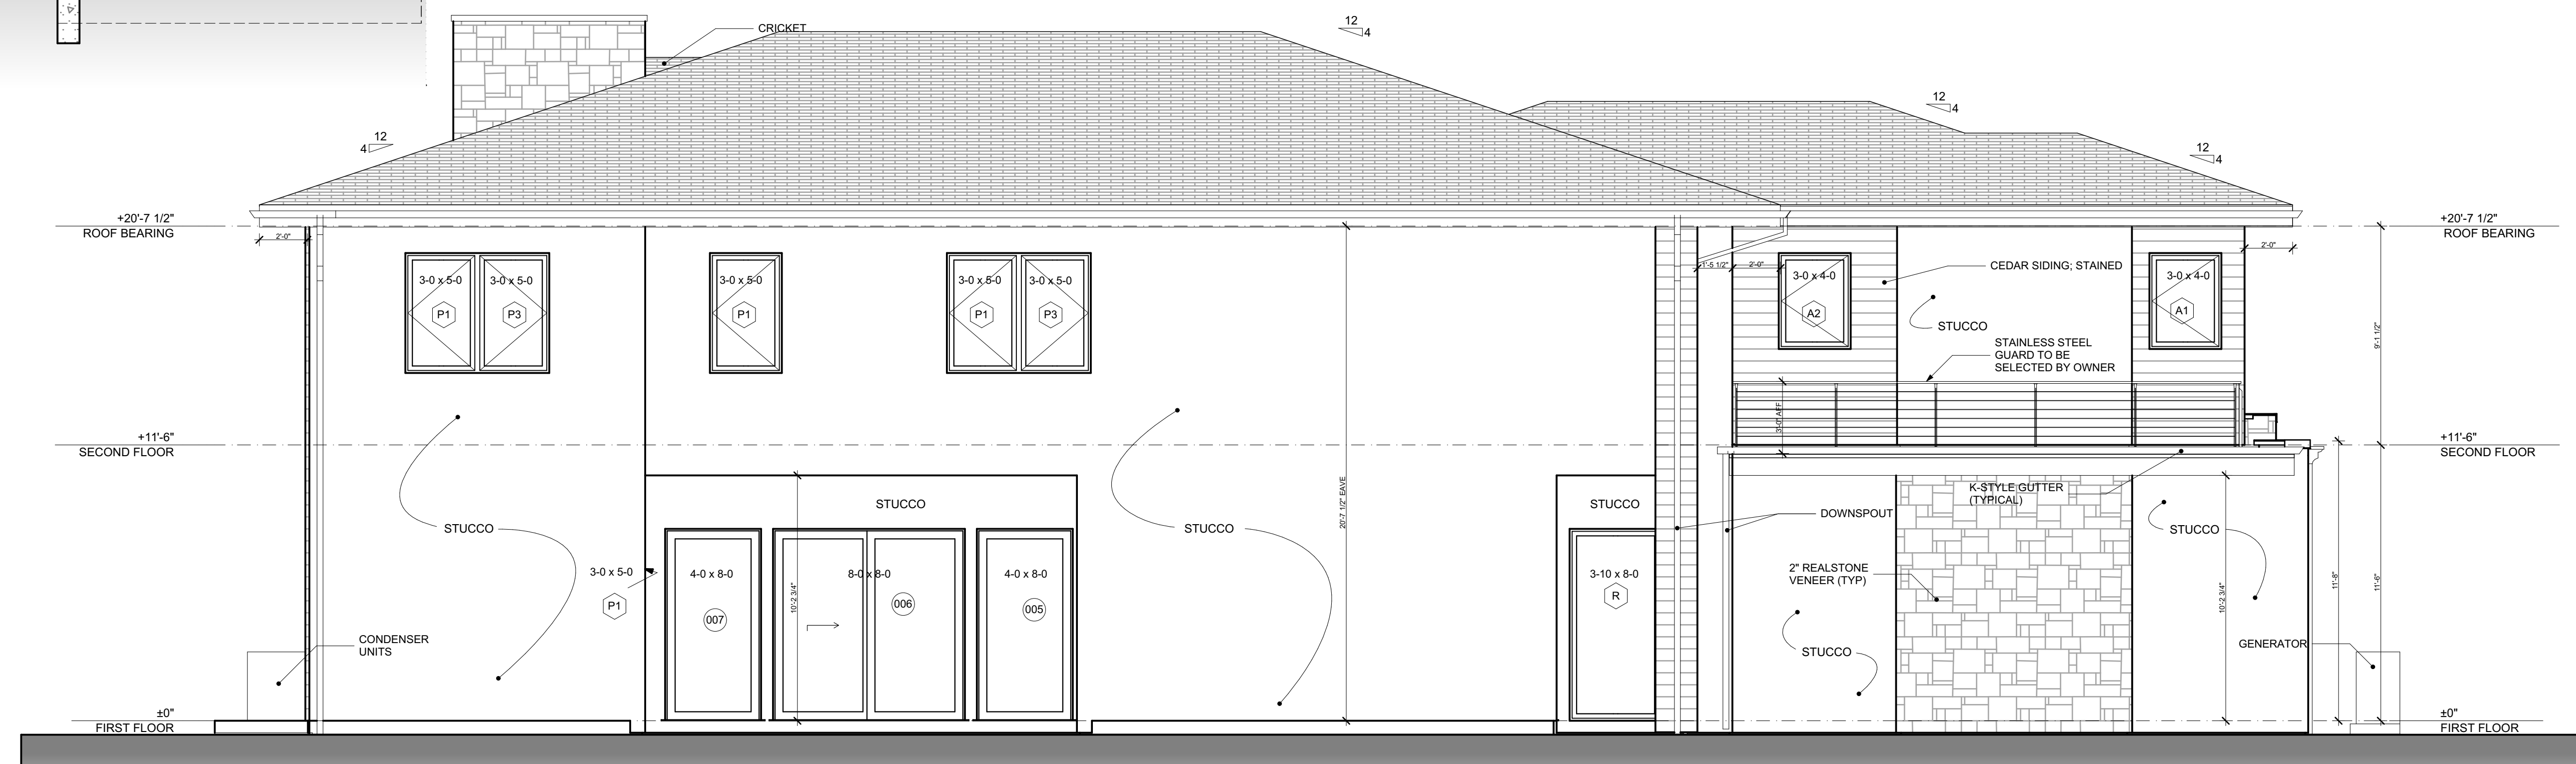 CRICKET
12
4
12
4
12
4
12
4
+20'-7 1/2"
ROOF BEARING
2'-0"
+20'-7 1/2"
ROOF BEARING
2'-0"
1'-5 1/2"
2'-0"
3-0 x 5-0
P1
3-0 x 5-0
P3
3-0 x 5-0
P1
3-0 x 5-0
P1
3-0 x 5-0
P3
3-0 x 4-0
A2
CEDAR SIDING; STAINED
3-0 x 4-0
A1
STUCCO
STAINLESS STEEL
GUARD TO BE
SELECTED BY OWNER
9'-1 1/2"
3'-0" AFF
+11'-6"
SECOND FLOOR
+11'-6"
SECOND FLOOR
20'-7 1/2" EAVE
K-STYLE GUTTER
(TYPICAL)
STUCCO
STUCCO
STUCCO
STUCCO
DOWNSPOUT
STUCCO
3-0 x 5-0
P1
4-0 x 8-0
007
10'-2 3/4"
8-0 x 8-0
006
4-0 x 8-0
005
3-10 x 8-0
R
2" REALSTONE
VENEER (TYP)
10'-2 3/4"
11'-8"
11'-6"
CONDENSER
UNITS
STUCCO
GENERATOR
±0"
FIRST FLOOR
±0"
FIRST FLOOR